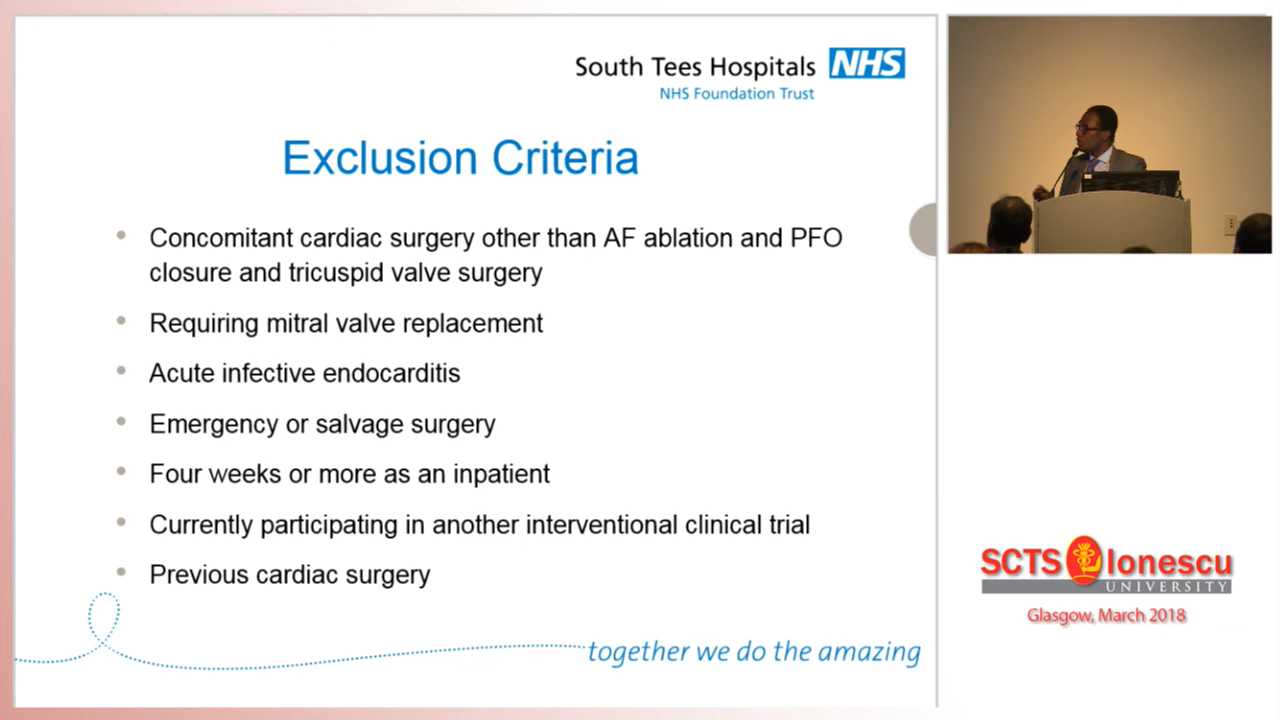 South Tees Hospitals NHS
NHS Foundation Trust
Exclusion Criteria
• Concomitant cardiac surgery other than AF ablation and PFO
closure and tricuspid valve surgery
• Requiring mitral valve replacement
• Acute infective endocarditis
• Emergency or salvage surgery
• Four weeks or more as an inpatient
• Currently participating in another interventional clinical trial
• Previous cardiac surgery
together we do the amazing
SCTS Ionescu
UNIVERSITY
Glasgow, March 2018